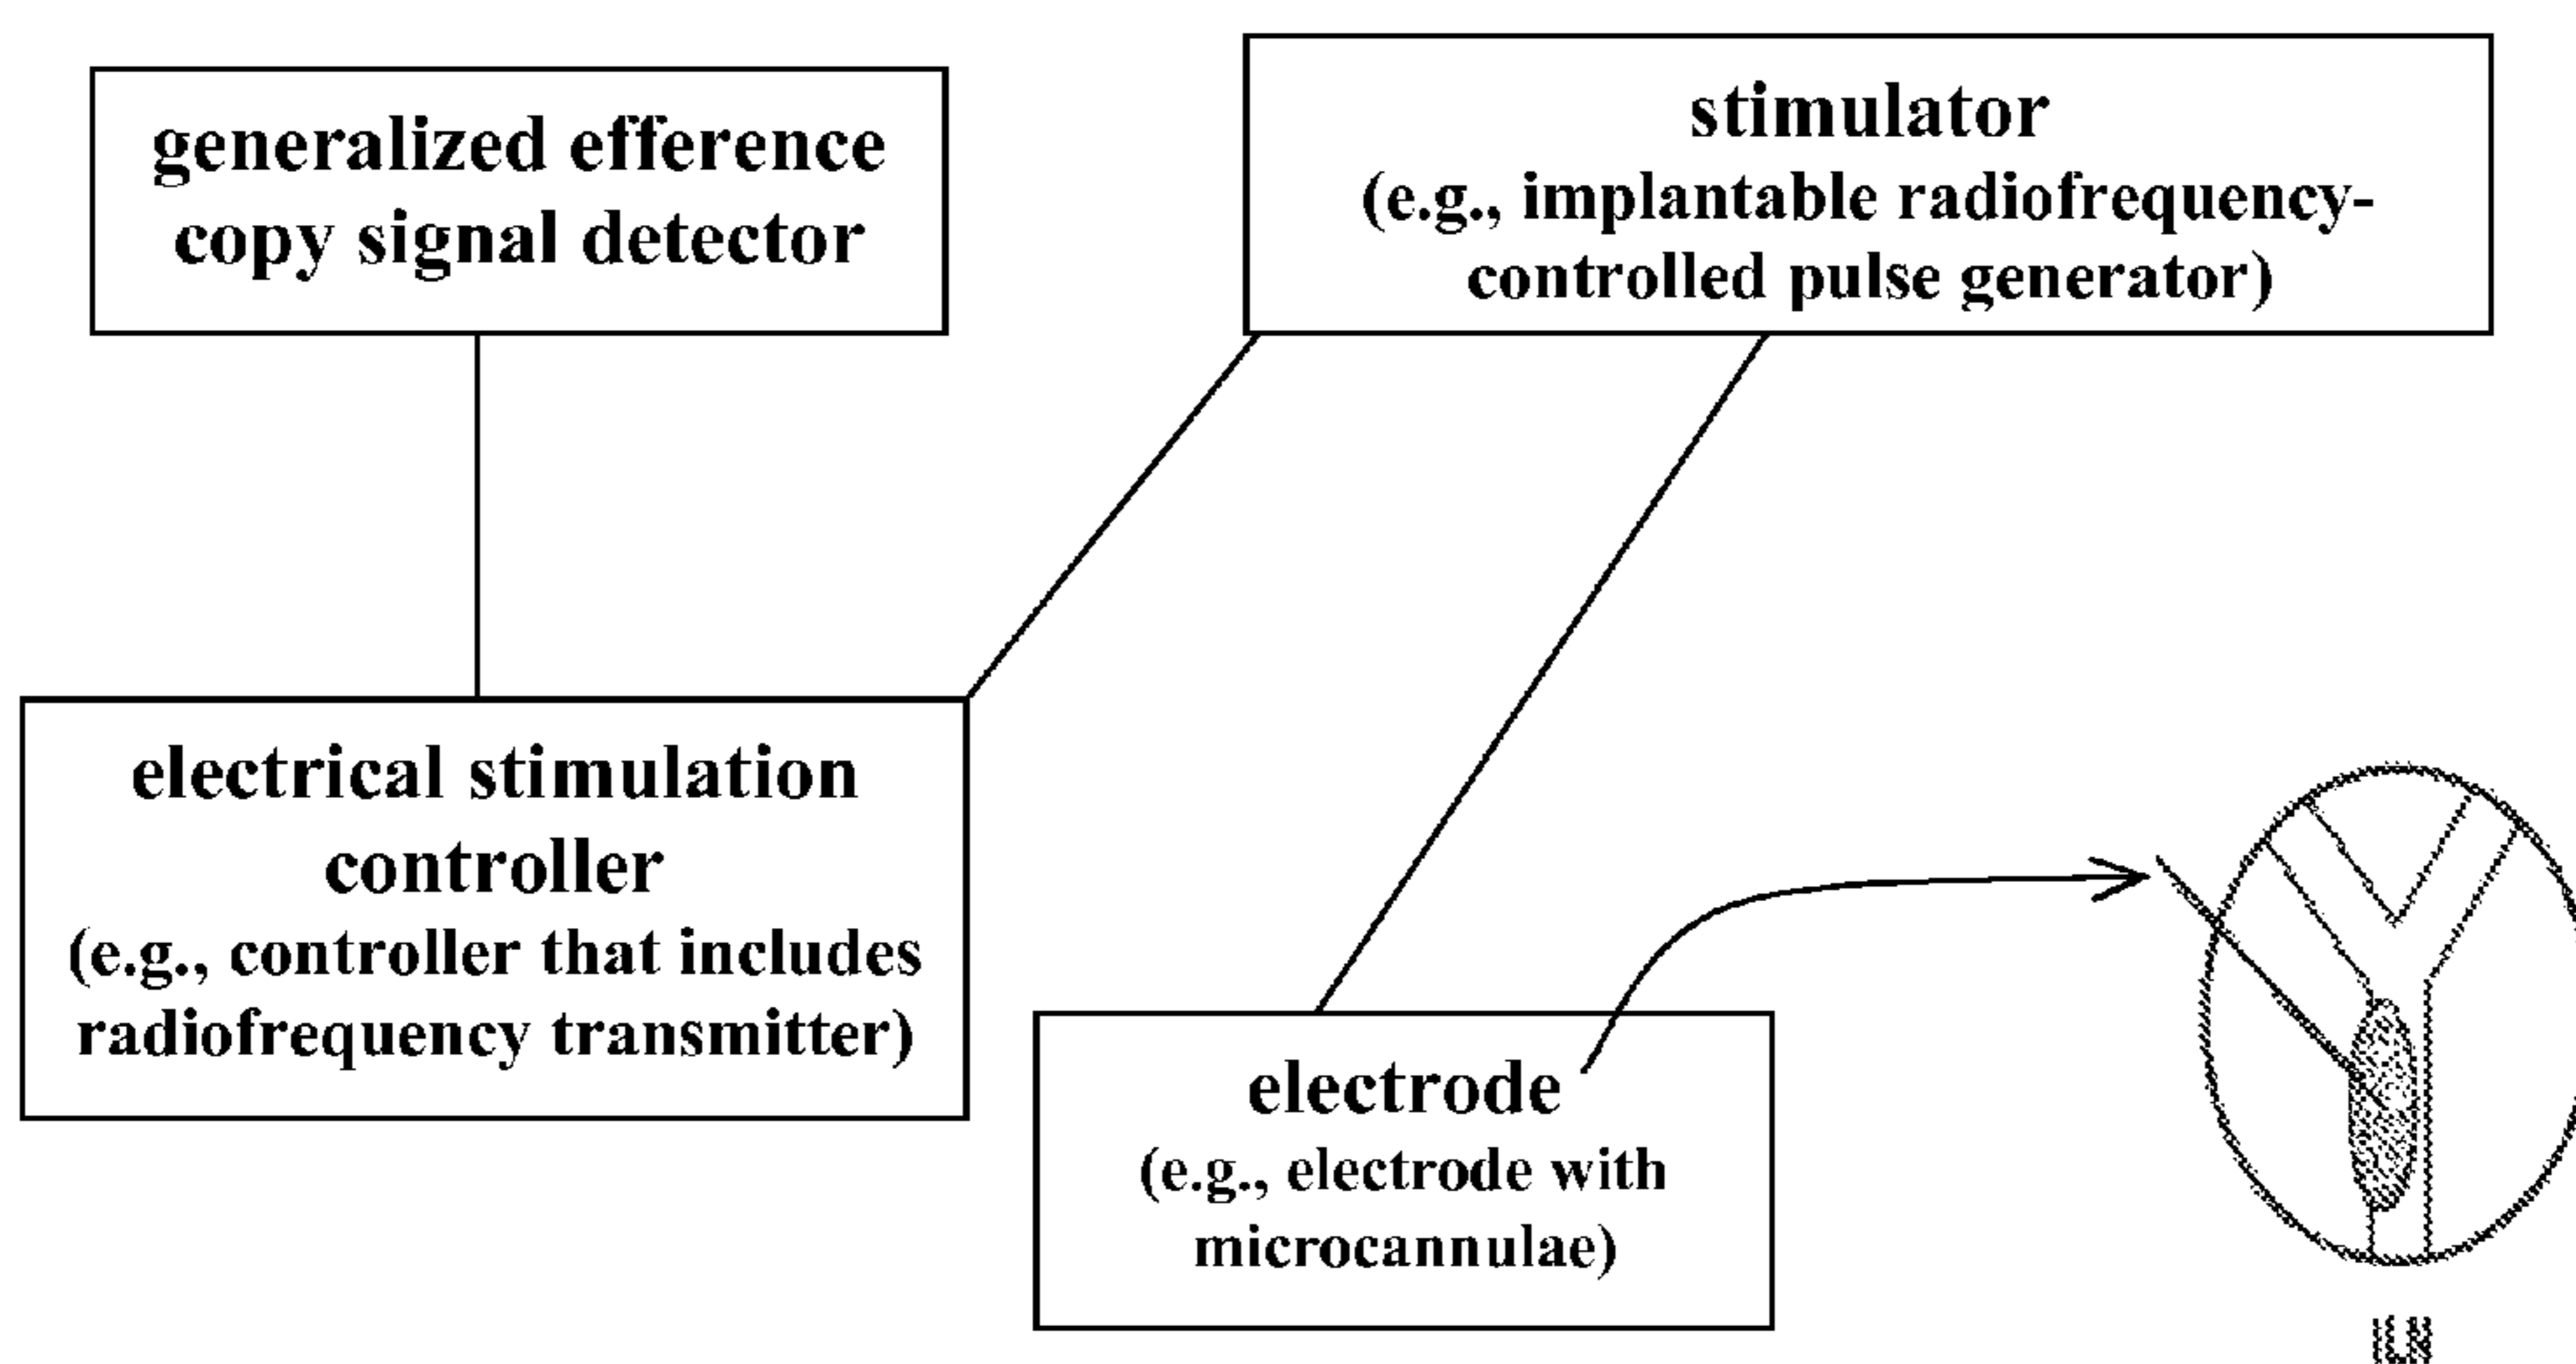 generalized efference
copy signal detector
stimulator
(e.g., implantable radiofrequency-
controlled pulse generator)
electrical stimulation
controller
(e.g., controller that includes
radiofrequency transmitter)
electrode
(e.g., electrode with
microcannulae)